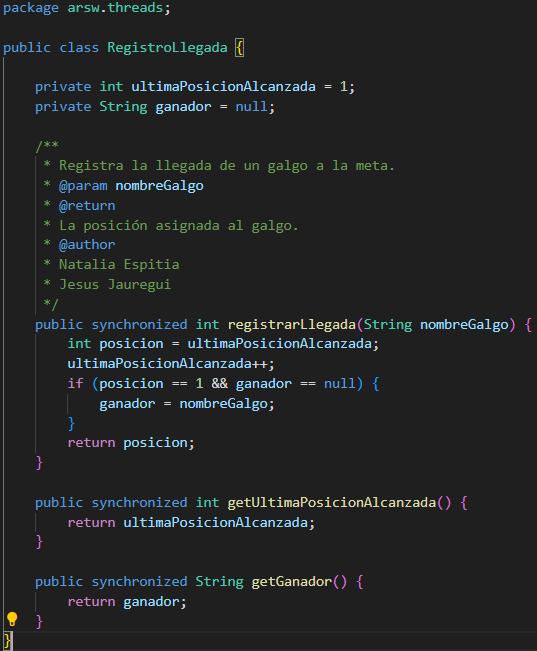 package arsw.threads;
public class RegistroLlegada {
private int ultimaPosicionAlcanzada = 1;
private String ganador = null;
/**
* Registra la llegada de un galgo a la meta.
* @param nombreGalgo
* @return
* La posición asignada al galgo.
* @author
* Natalia Espitia
* Jesus Jauregui
*/
public synchronized int registrarLlegada(String nombreGalgo) {
int posicion = ultimaPosicionAlcanzada;
ultimaPosicionAlcanzada++;
if (posicion == 1 && ganador == null) {
ganador = nombreGalgo;
}
return posicion;
}
public synchronized int getUltimaPosicionAlcanzada() {
return ultimaPosicionAlcanzada;
}
public synchronized String getGanador() {
return ganador;
}
}